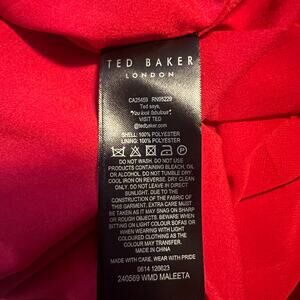 TED BAKER
LONDON
CA25459 RN95229
Ted says,
"You look fabulous".
VISIT TED
@tedbaker.com
SHELL: 100% POLYESTER
LINING: 100% POLYESTER
DO NOT WASH. DO NOT USE
PRODUCTS CONTAINING BLEACH, OIL
OR ALCOHOL. DO NOT TUMBLE DRY.
COOL IRON ON REVERSE. DRY CLEAN
ONLY. DO NOT LEAVE IN DIRECT
SUNLIGHT. DUE TO THE
CONSTRUCTION OF THE FABRIC OF
THIS GARMENT, EXTRA CARE MUST
BE TAKEN AS IT MAY SNAG ON SHARP
OR ROUGH OBJECTS. BEWARE WHEN
SITTING ON LIGHT COLOUR SOFAS OR
WHEN WEARING WITH LIGHT
COLOURED CLOTHING AS THE
COLOUR MAY TRANSFER.
MADE IN CHINA
MADE WITH CARE, WEAR WITH PRIDE
0614 128623
240569 WMD MALEETA